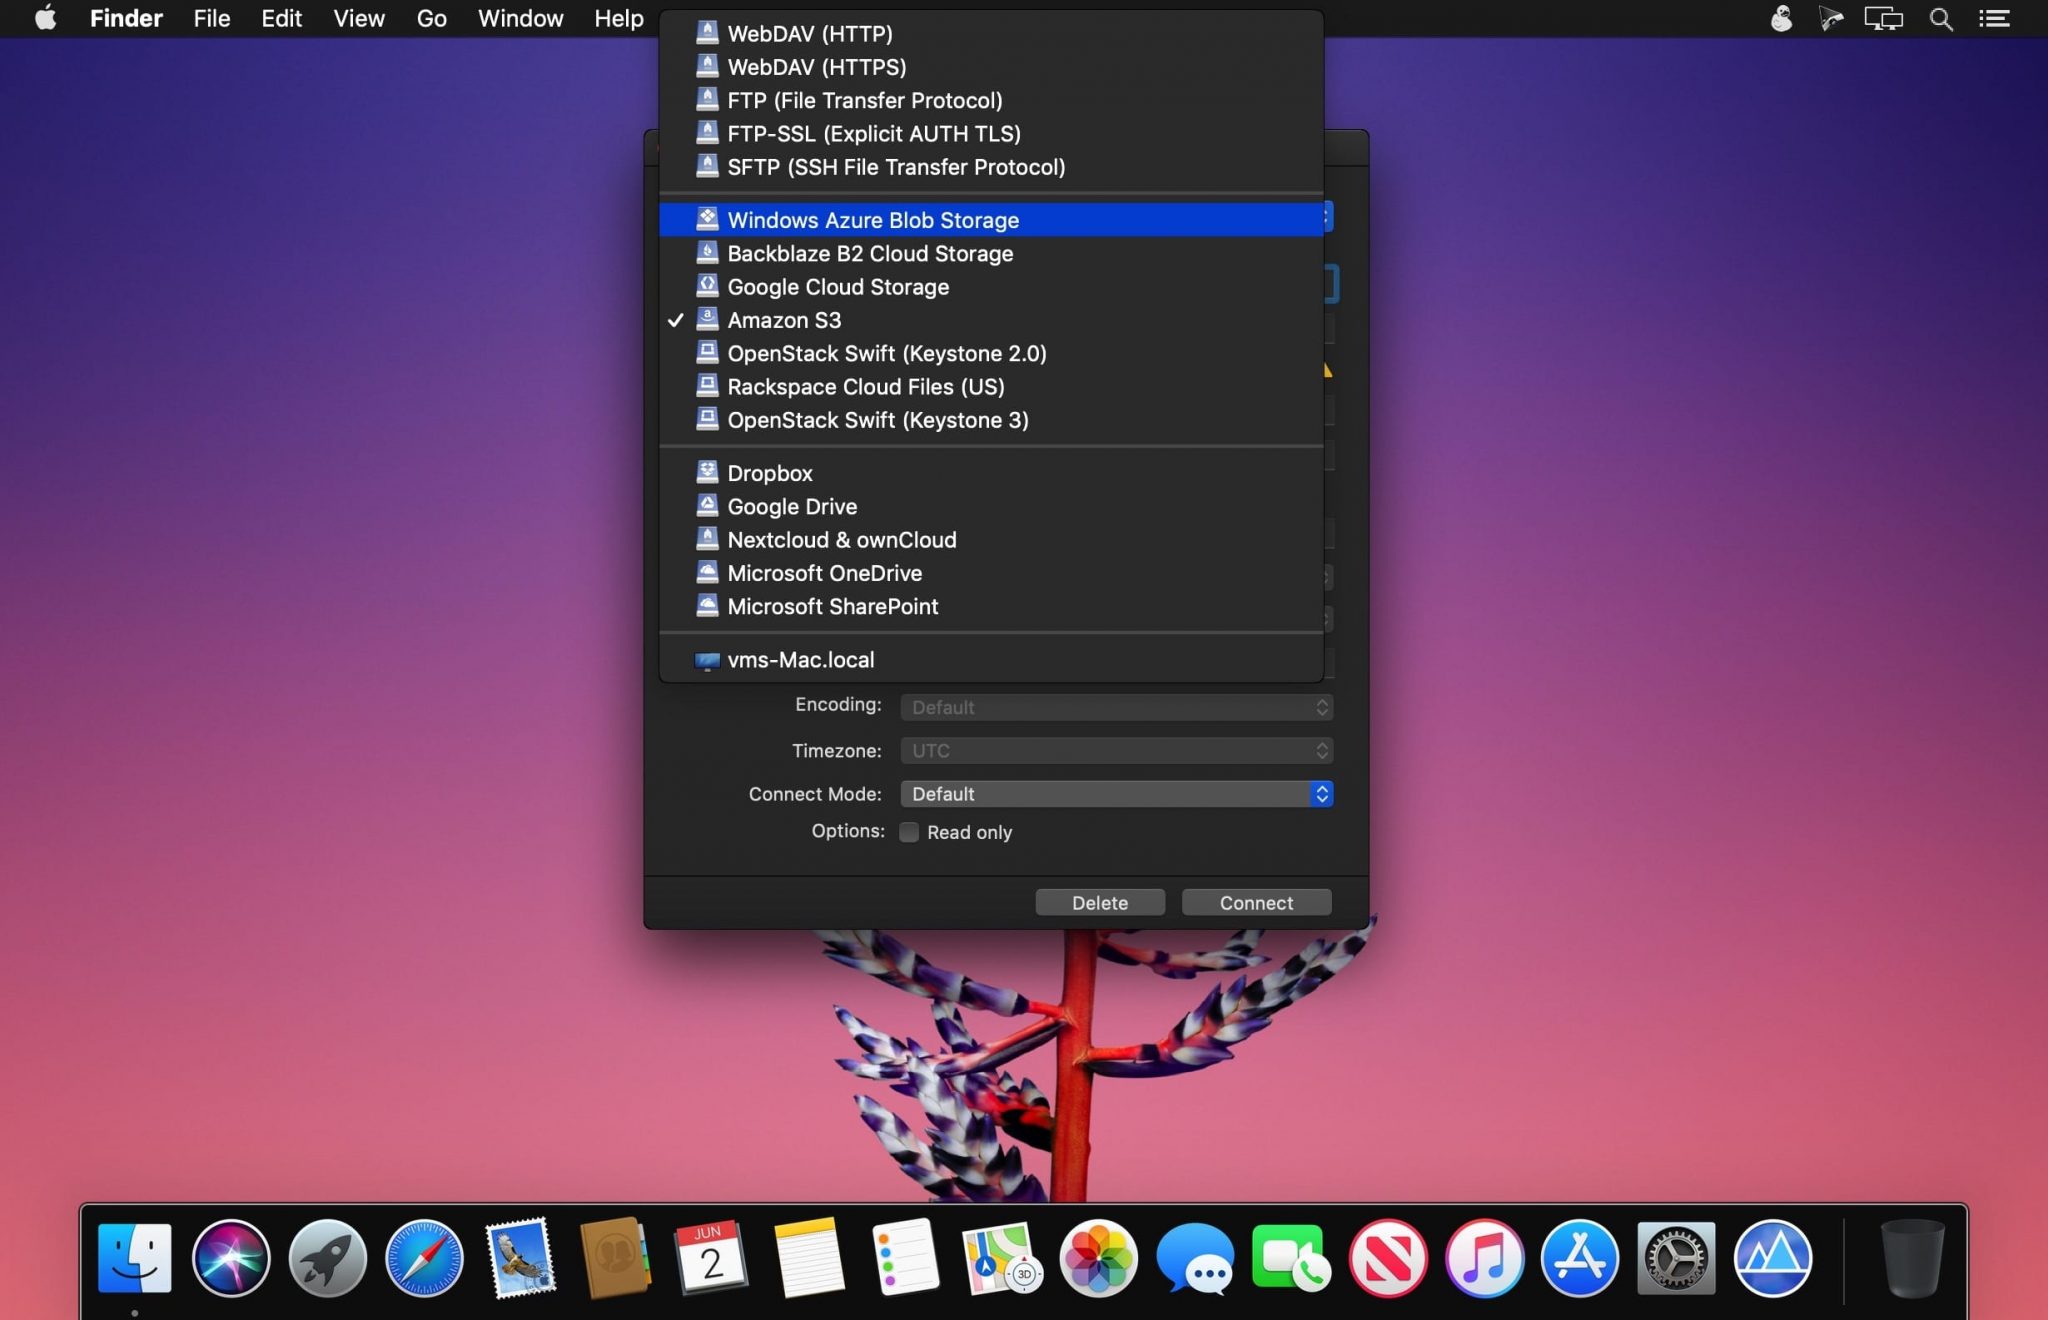 Finder File Edit View Go Window Help
WebDAV (HTTP)
WebDAV (HTTPS)
FTP (File Transfer Protocol)
FTP-SSL (Explicit AUTH TLS)
SFTP (SSH File Transfer Protocol)
Windows Azure Blob Storage
Backblaze B2 Cloud Storage
Google Cloud Storage
Amazon S3
OpenStack Swift (Keystone 2.0)
Rackspace Cloud Files (US)
OpenStack Swift (Keystone 3)
Dropbox
Google Drive
Nextcloud & ownCloud
Microsoft OneDrive
Microsoft SharePoint
vms-Mac.local
Encoding: Default
Timezone: UTC
Connect Mode: Default
Options: Read only
Delete Connect
JUN
2
3D